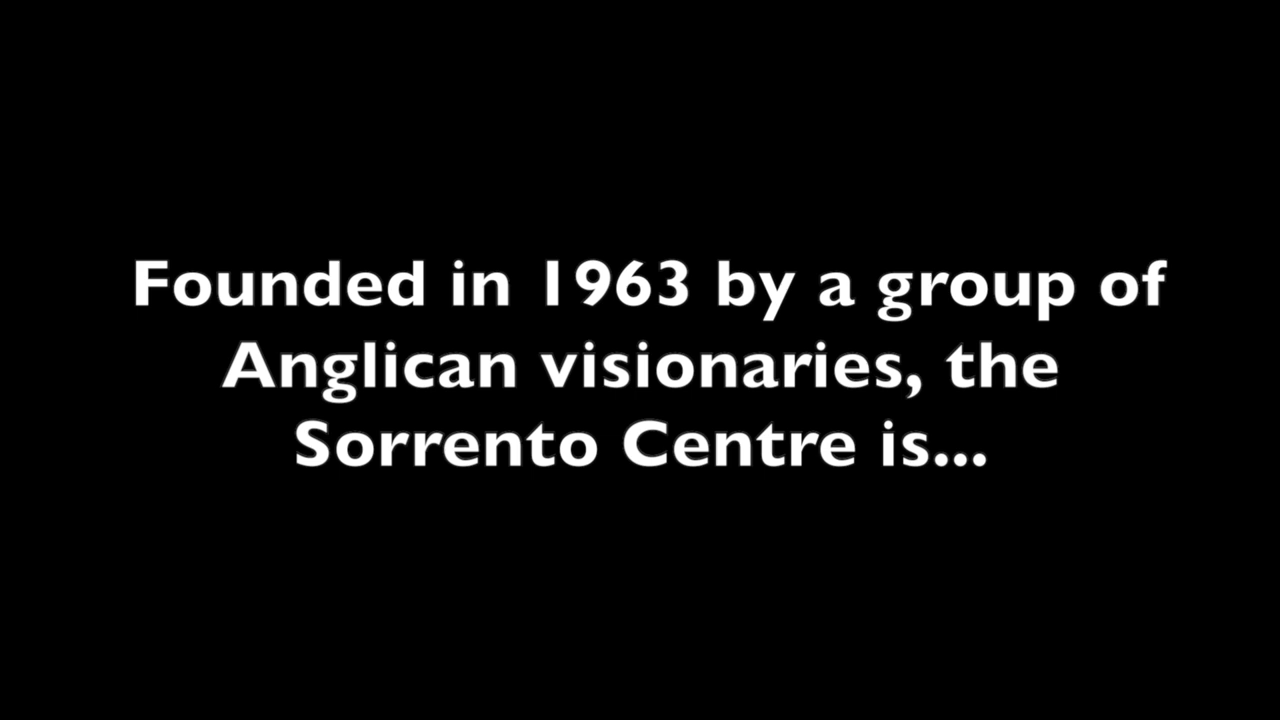 Founded in 1963 by a group of
Anglican visionaries, the
Sorrento Centre is...